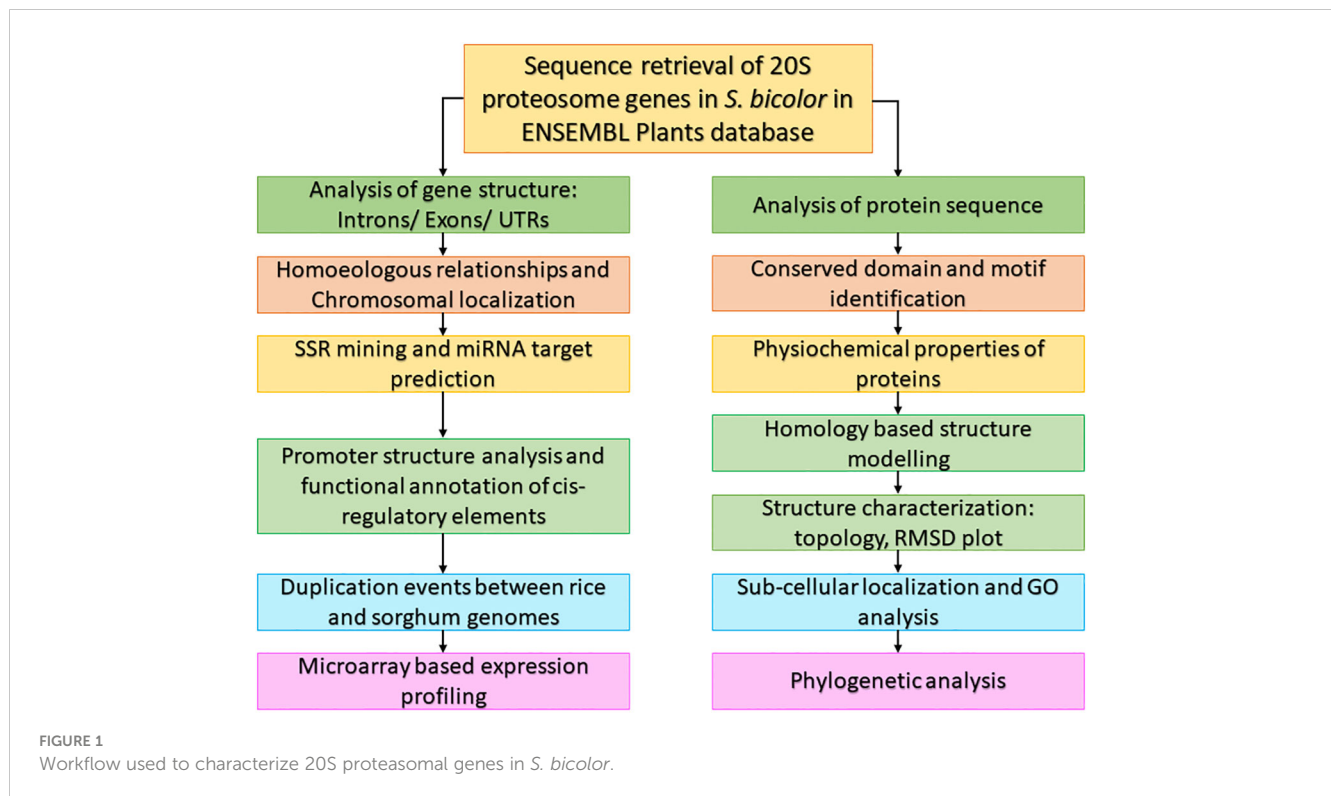 Sequence retrieval of 20S
proteosome genes in S. bicolor in
ENSEMBL Plants database
Analysis of gene structure:
Introns/ Exons/ UTRs
Homoeologous relationships and
Chromosomal localization
SSR mining and miRNA target
prediction
Promoter structure analysis and
functional annotation of cis-
regulatory elements
Duplication events between rice
and sorghum genomes
Microarray based expression
profiling
Analysis of protein sequence
Conserved domain and motif
identification
Physiochemical properties of
proteins
Homology based structure
modelling
Structure characterization:
topology, RMSD plot
Sub-cellular localization and GO
analysis
Phylogenetic analysis
FIGURE 1
Workflow used to characterize 20S proteasomal genes in S. bicolor.